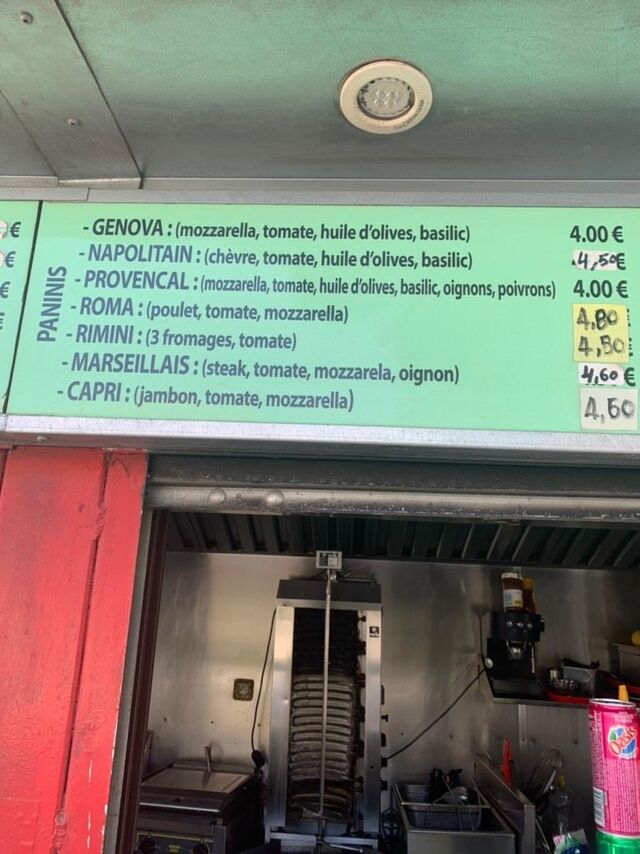 €
€
€
PANINIS
- GENOVA : (mozzarella, tomate, huile d'olives, basilic) 4.00 €
- NAPOLITAIN : (chèvre, tomate, huile d'olives, basilic) 4,50€
- PROVENCAL : (mozzarella, tomate, huile d'olives, basilic, oignons, poivrons) 4.00 €
- ROMA : (poulet, tomate, mozzarella) 4,80
- RIMINI : (3 fromages, tomate) 4,50
- MARSEILLAIS : (steak, tomate, mozzarela, oignon) 4,60 €
- CAPRI : (jambon, tomate, mozzarella) 4,60
Oasis